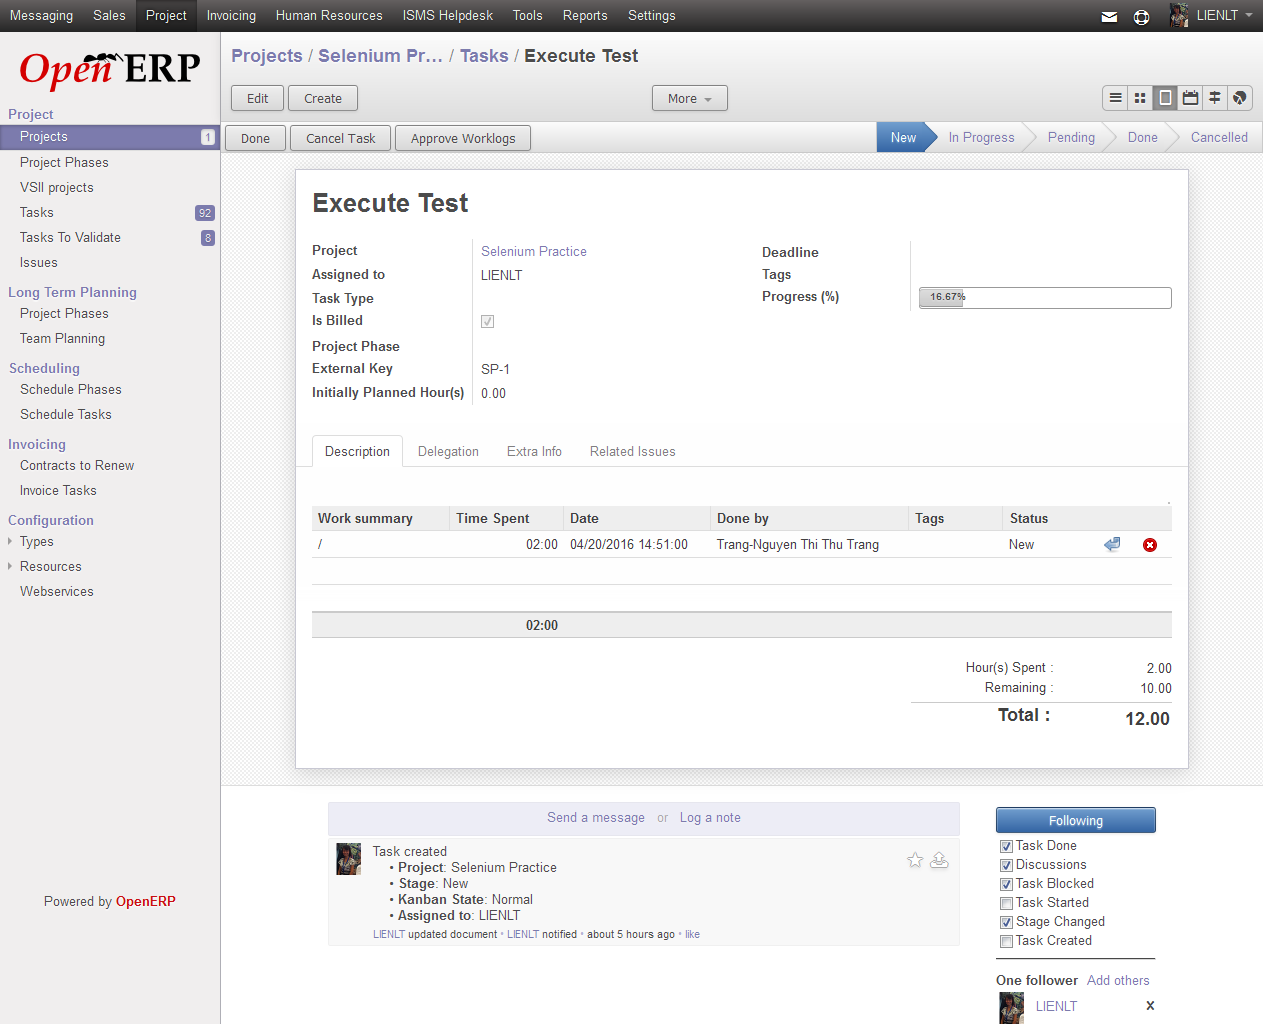 Messaging Sales Project Invoicing Human Resources ISMS Helpdesk Tools Reports Settings LIENLT
Open ERP
Projects / Selenium Pr... / Tasks / Execute Test
Edit Create More
Done Cancel Task Approve Worklogs
New In Progress Pending Done Cancelled
Project
Projects 1
Project Phases
VSII projects
Tasks 92
Tasks To Validate 8
Issues
Long Term Planning
Project Phases
Team Planning
Scheduling
Schedule Phases
Schedule Tasks
Invoicing
Contracts to Renew
Invoice Tasks
Configuration
Types
Resources
Webservices
Powered by OpenERP
Execute Test
Project Selenium Practice
Assigned to LIENLT
Task Type
Is Billed
Project Phase
External Key SP-1
Initially Planned Hour(s) 0.00
Deadline
Tags
Progress (%) 16.67%
Description Delegation Extra Info Related Issues
Work summary Time Spent Date Done by Tags Status
/ 02:00 04/20/2016 14:51:00 Trang-Nguyen Thi Thu Trang New
02:00
Hour(s) Spent : 2.00
Remaining : 10.00
Total : 12.00
Send a message or Log a note
Task created
• Project: Selenium Practice
• Stage: New
• Kanban State: Normal
• Assigned to: LIENLT
LIENLT updated document • LIENLT notified • about 5 hours ago • like
Following
Task Done
Discussions
Task Blocked
Task Started
Stage Changed
Task Created
One follower Add others
LIENLT X